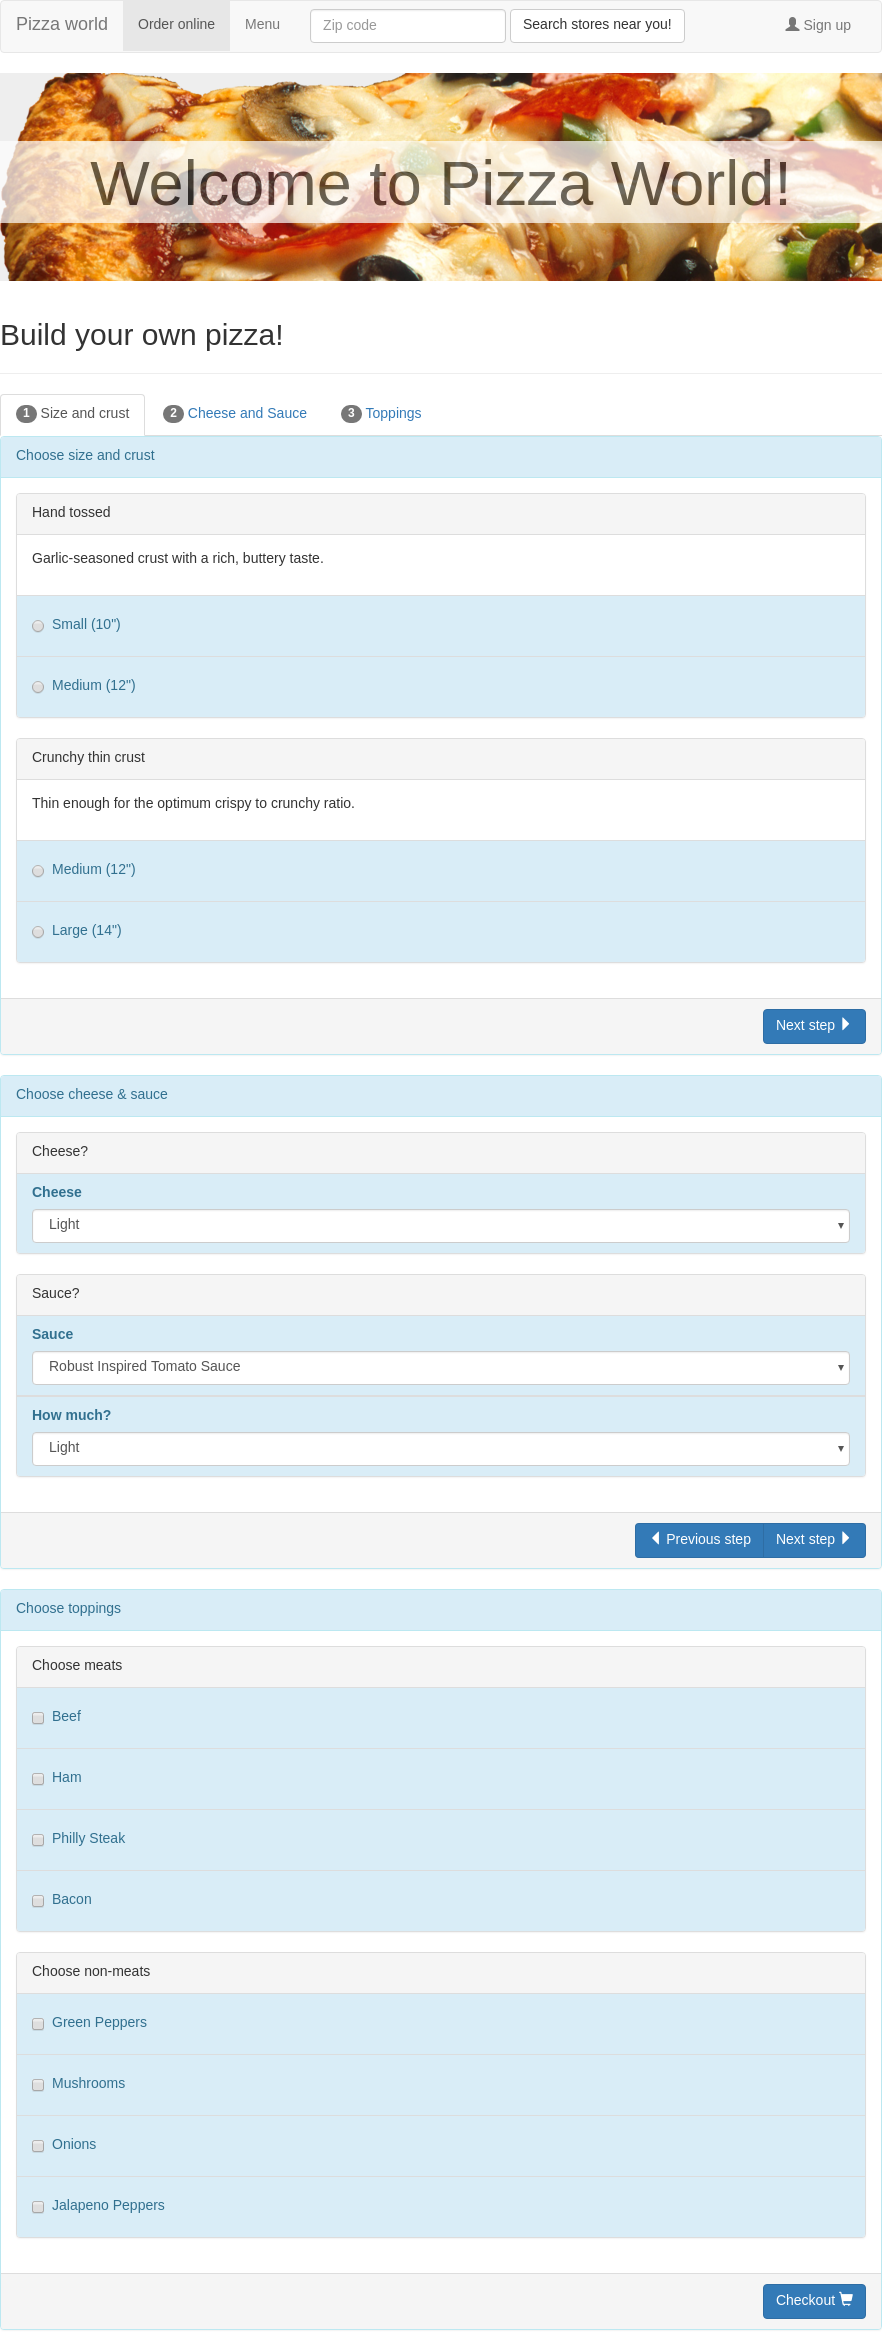 Pizza world Order online Menu Zip code Search stores near you! Sign up
Welcome to Pizza World!
Build your own pizza!
1 Size and crust 2 Cheese and Sauce 3 Toppings
Choose size and crust
Hand tossed
Garlic-seasoned crust with a rich, buttery taste.
Small (10")
Medium (12")
Crunchy thin crust
Thin enough for the optimum crispy to crunchy ratio.
Medium (12")
Large (14")
Next step
Choose cheese & sauce
Cheese?
Cheese
Light
Sauce?
Sauce
Robust Inspired Tomato Sauce
How much?
Light
Previous step Next step
Choose toppings
Choose meats
Beef
Ham
Philly Steak
Bacon
Choose non-meats
Green Peppers
Mushrooms
Onions
Jalapeno Peppers
Checkout